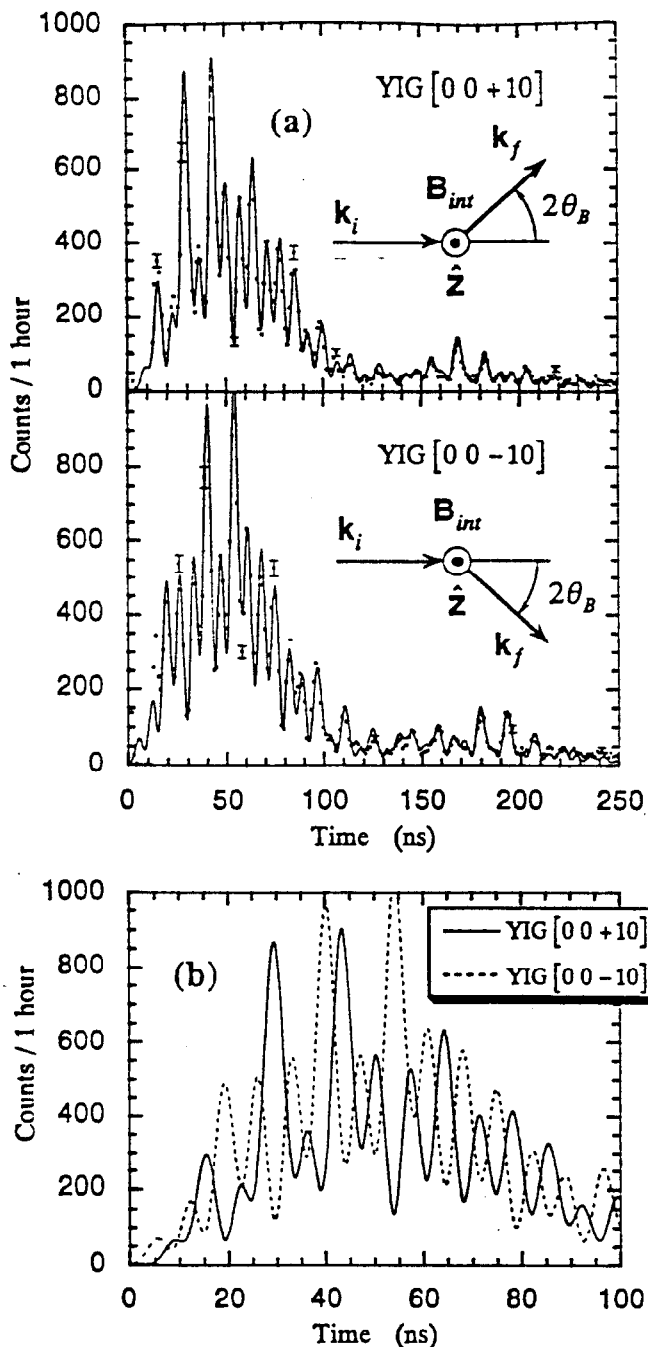 1000
800
600
400
200
0
Counts / 1 hour
(a)
YIG [0 0 +10]
k_f
B_int
2θ_B
k_i
ẑ
800
600
400
200
0
YIG [0 0 −10]
B_int
k_i
2θ_B
ẑ
k_f
0 50 100 150 200 250
Time (ns)
1000
800
600
400
200
0
Counts / 1 hour
(b)
YIG [0 0 +10]
YIG [0 0 −10]
0 20 40 60 80 100
Time (ns)